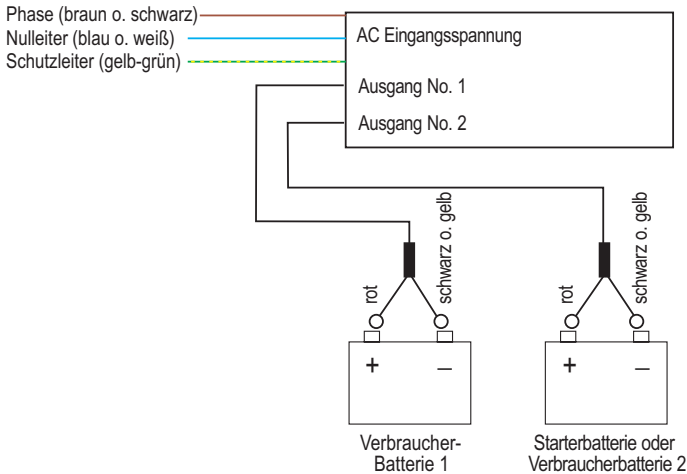 Phase (braun o. schwarz)
Nulleiter (blau o. weiß)
Schutzleiter (gelb-grün)
AC Eingangsspannung
Ausgang No. 1
Ausgang No. 2
rot
schwarz o. gelb
rot
schwarz o. gelb
+ –
+ –
Verbraucher-
Batterie 1
Starterbatterie oder
Verbraucherbatterie 2